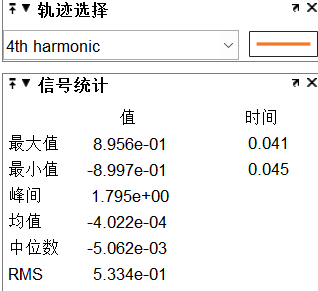 轨迹选择
4th harmonic
信号统计
值 时间
最大值 8.956e-01 0.041
最小值 -8.997e-01 0.045
峰间 1.795e+00
均值 -4.022e-04
中位数 -5.062e-03
RMS 5.334e-01